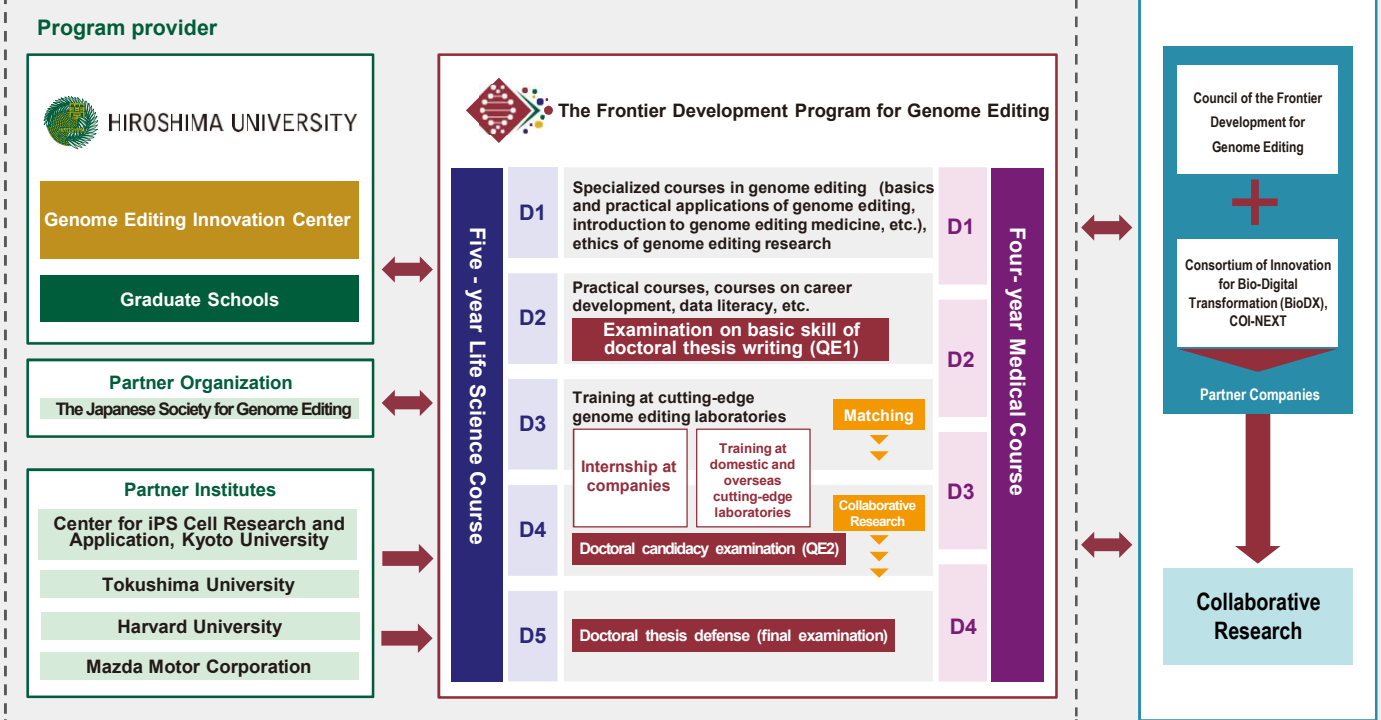 Program provider
HIROSHIMA UNIVERSITY
Genome Editing Innovation Center
Graduate Schools
Partner Organization
The Japanese Society for Genome Editing
Partner Institutes
Center for iPS Cell Research and
Application, Kyoto University
Tokushima University
Harvard University
Mazda Motor Corporation
The Frontier Development Program for Genome Editing
Five - year Life Science Course
D1
D2
D3
D4
D5
Specialized courses in genome editing (basics
and practical applications of genome editing,
introduction to genome editing medicine, etc.),
ethics of genome editing research
Practical courses, courses on career
development, data literacy, etc.
Examination on basic skill of
doctoral thesis writing (QE1)
Training at cutting-edge
genome editing laboratories
Matching
Internship at
companies
Training at
domestic and
overseas
cutting-edge
laboratories
Collaborative
Research
Doctoral candidacy examination (QE2)
Doctoral thesis defense (final examination)
D1
D2
D3
D4
Four- year Medical Course
Council of the Frontier
Development for
Genome Editing
Consortium of Innovation
for Bio-Digital
Transformation (BioDX),
COI-NEXT
Partner Companies
Collaborative
Research